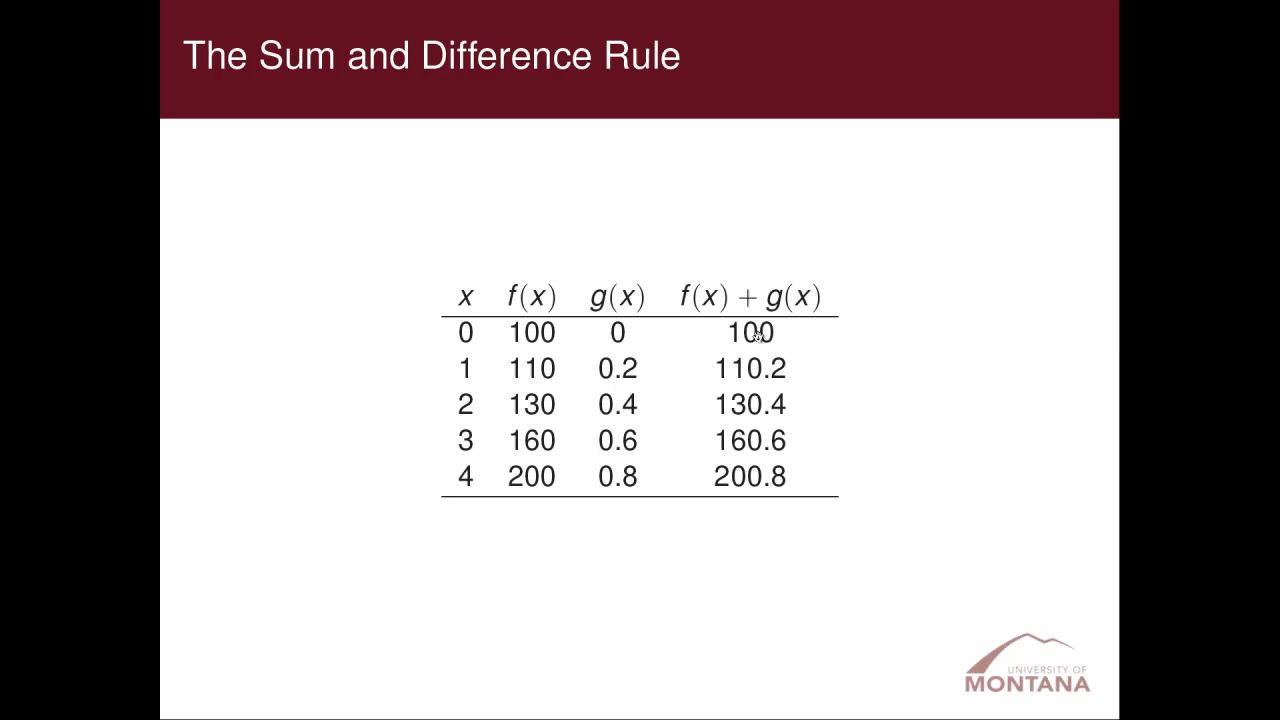 The Sum and Difference Rule
x f(x) g(x) f(x) + g(x)
0 100 0 100
1 110 0.2 110.2
2 130 0.4 130.4
3 160 0.6 160.6
4 200 0.8 200.8
UNIVERSITY OF
MONTANA